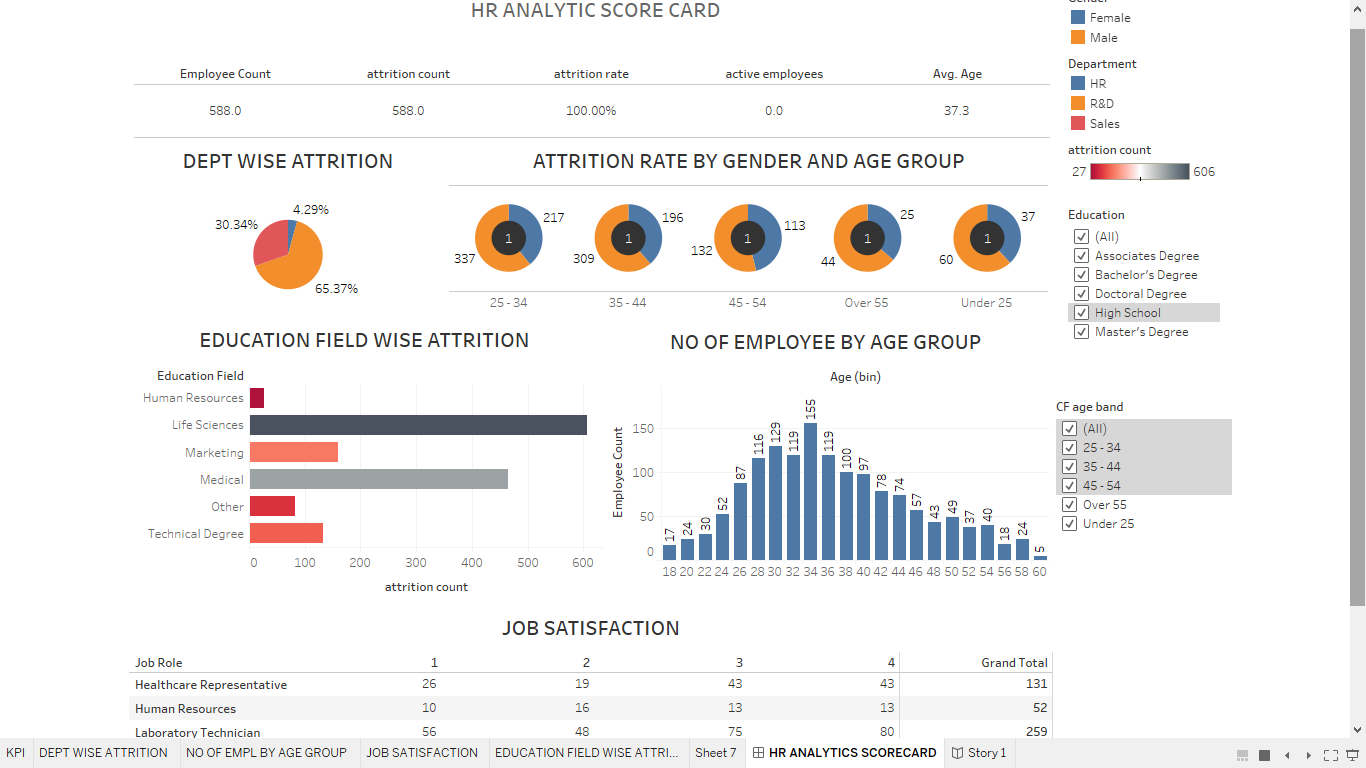 HR ANALYTIC SCORE CARD
Gender
Female
Male
Employee Count attrition count attrition rate active employees Avg. Age
588.0 588.0 100.00% 0.0 37.3
Department
HR
R&D
Sales
attrition count
27 606
DEPT WISE ATTRITION
4.29%
30.34%
65.37%
ATTRITION RATE BY GENDER AND AGE GROUP
217 196 113 25 37
1 1 1 1 1
337 309 132 44 60
25 - 34 35 - 44 45 - 54 Over 55 Under 25
Education
(All)
Associates Degree
Bachelor's Degree
Doctoral Degree
High School
Master's Degree
EDUCATION FIELD WISE ATTRITION
Education Field
Human Resources
Life Sciences
Marketing
Medical
Other
Technical Degree
0 100 200 300 400 500 600
attrition count
NO OF EMPLOYEE BY AGE GROUP
Age (bin)
Employee Count
150
100
50
0
17 24 30 52 87 116 129 119 155 119 100 97 78 74 57 43 49 37 40 18 24 5
18 20 22 24 26 28 30 32 34 36 38 40 42 44 46 48 50 52 54 56 58 60
CF age band
(All)
25 - 34
35 - 44
45 - 54
Over 55
Under 25
JOB SATISFACTION
Job Role 1 2 3 4 Grand Total
Healthcare Representative 26 19 43 43 131
Human Resources 10 16 13 13 52
Laboratory Technician 56 48 75 80 259
KPI DEPT WISE ATTRITION NO OF EMPL BY AGE GROUP JOB SATISFACTION EDUCATION FIELD WISE ATTRI... Sheet 7 HR ANALYTICS SCORECARD Story 1